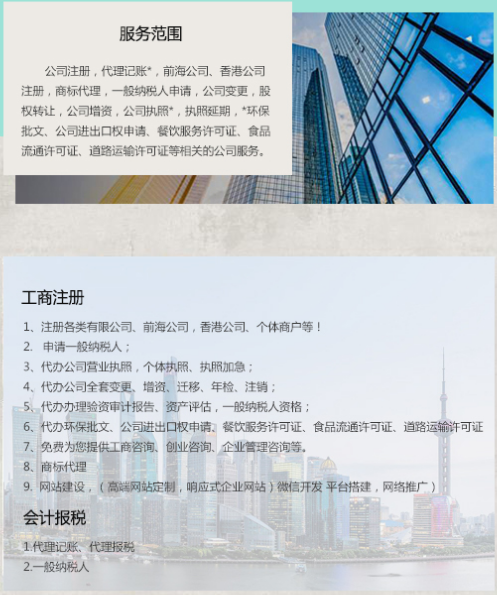 服务范围
公司注册，代理记账*，前海公司、香港公司
注册，商标代理，一般纳税人申请，公司变更，股
权转让，公司增资，公司执照*，执照延期，*环保
批文、公司进出口权申请、餐饮服务许可证、食品
流通许可证、道路运输许可证等相关的公司服务。
工商注册
1、注册各类有限公司、前海公司，香港公司、个体商户等！
2. 申请一般纳税人；
3、代办公司营业执照，个体执照、执照加急；
4、代办公司全套变更、增资、迁移、年检、注销；
5、代办办理验资审计报告、资产评估，一般纳税人资格；
6、代办环保批文、公司进出口权申请。餐饮服务许可证、食品流通许可证、道路运输许可证
7、免费为您提供工商咨询、创业咨询、企业管理咨询等。
8、商标代理
9、网站建设，（高端网站定制，响应式企业网站）微信开发 平台搭建，网络推广）
会计报税
1.代理记账、代理报税
2.一般纳税人